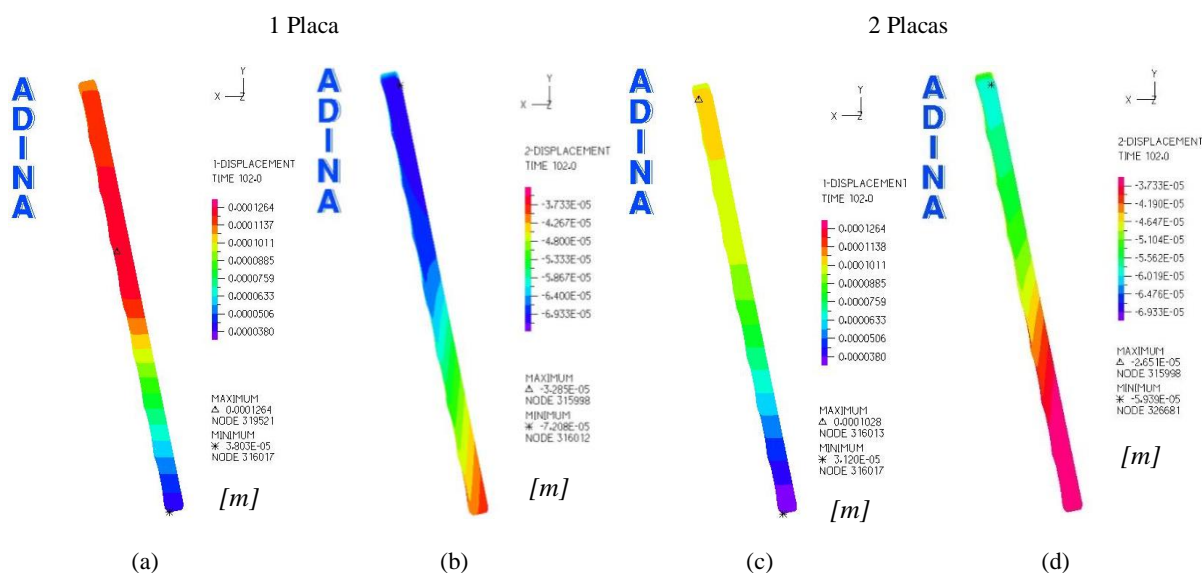 1 Placa
2 Placas
ADINA
Y
X
Z
1-DISPLACEMENT
TIME 102.0
0.0001264
0.0001137
0.0001011
0.0000885
0.0000759
0.0000633
0.0000506
0.0000380
MAXIMUM
△ 0.0001264
NODE 319521
MINIMUM
* 3.803E-05
NODE 316017
[m]
(a)
ADINA
Y
X
Z
2-DISPLACEMENT
TIME 102.0
-3.733E-05
-4.267E-05
-4.800E-05
-5.333E-05
-5.867E-05
-6.400E-05
-6.933E-05
MAXIMUM
△ -3.285E-05
NODE 315998
MINIMUM
* -7.208E-05
NODE 316012
[m]
(b)
ADINA
Y
X
Z
1-DISPLACEMENT
TIME 102.0
0.0001264
0.0001138
0.0001011
0.0000885
0.0000759
0.0000633
0.0000506
0.0000380
MAXIMUM
△ 0.0001028
NODE 316013
MINIMUM
* 3.120E-05
NODE 316017
[m]
(c)
ADINA
Y
X
Z
2-DISPLACEMENT
TIME 102.0
-3.733E-05
-4.190E-05
-4.647E-05
-5.104E-05
-5.562E-05
-6.019E-05
-6.476E-05
-6.933E-05
MAXIMUM
△ -2.651E-05
NODE 315998
MINIMUM
* -5.939E-05
NODE 326681
[m]
(d)